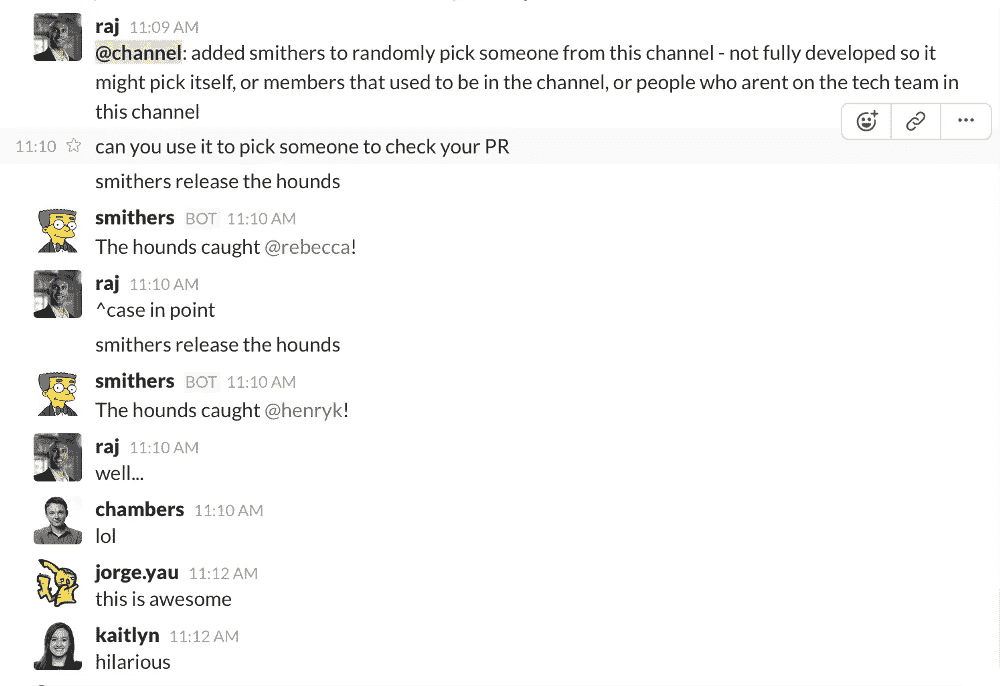 raj 11:09 AM
@channel: added smithers to randomly pick someone from this channel - not fully developed so it
might pick itself, or members that used to be in the channel, or people who arent on the tech team in
this channel
11:10 can you use it to pick someone to check your PR
smithers release the hounds
smithers BOT 11:10 AM
The hounds caught @rebecca!
raj 11:10 AM
^case in point
smithers release the hounds
smithers BOT 11:10 AM
The hounds caught @henryk!
raj 11:10 AM
well...
chambers 11:10 AM
lol
jorge.yau 11:12 AM
this is awesome
kaitlyn 11:12 AM
hilarious